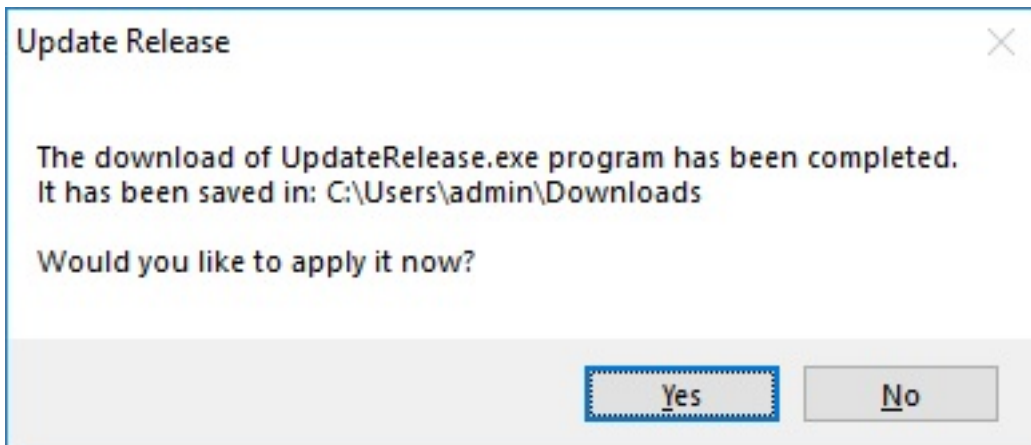 Update Release
The download of UpdateRelease.exe program has been completed.
It has been saved in: C:\Users\admin\Downloads
Would you like to apply it now?
Yes
No